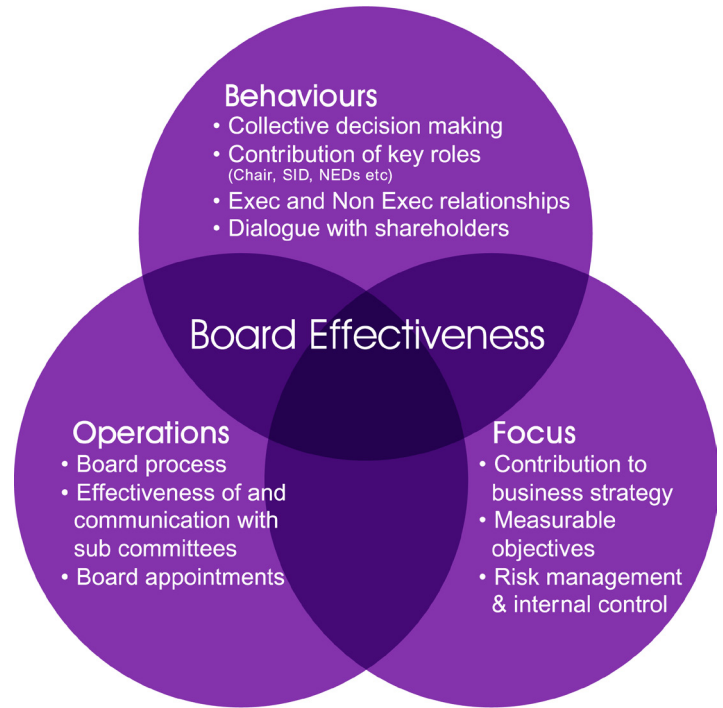 Behaviours
• Collective decision making
• Contribution of key roles
(Chair, SID, NEDs etc)
• Exec and Non Exec relationships
• Dialogue with shareholders
Board Effectiveness
Operations
• Board process
• Effectiveness of and
communication with
sub committees
• Board appointments
Focus
• Contribution to
business strategy
• Measurable
objectives
• Risk management
& internal control